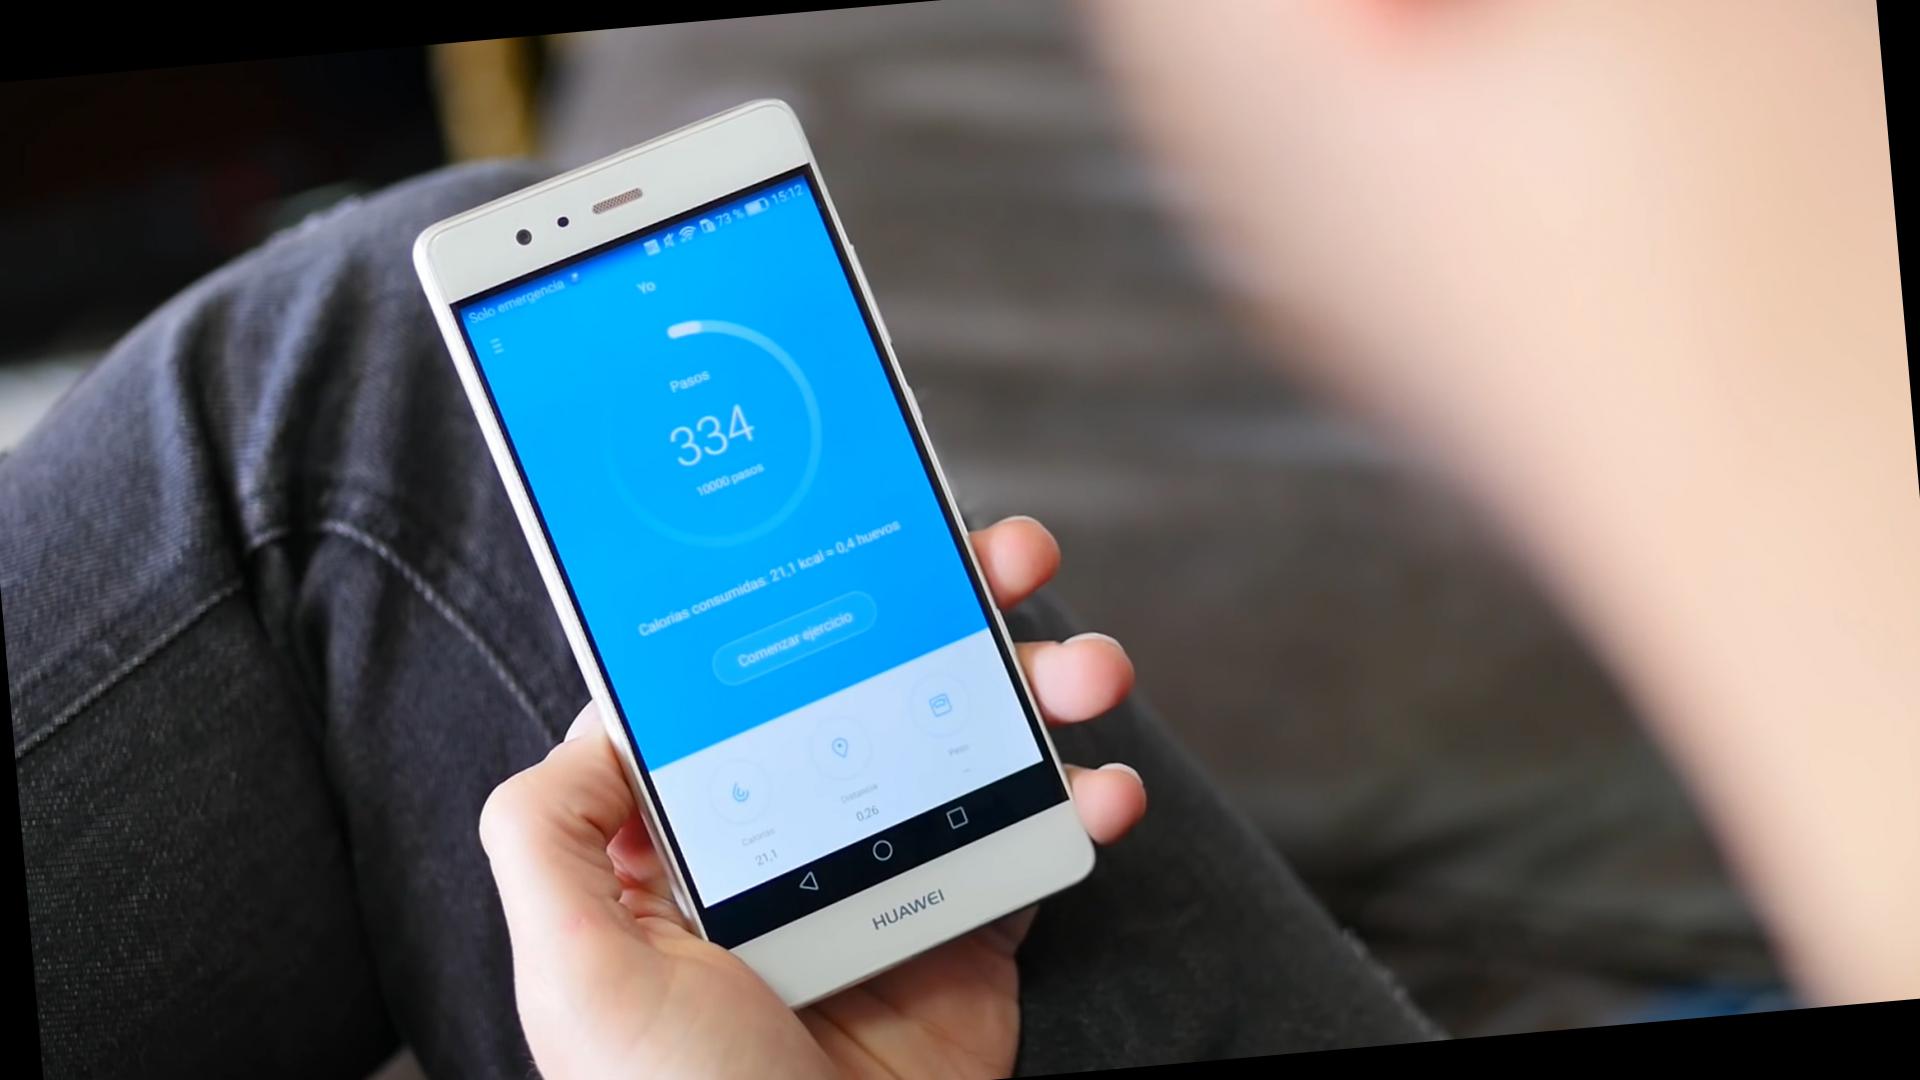 73 % 15:12
Solo emergencia
Yo
Pasos
334
10000 pasos
Calorías consumidas: 21,1 kcal ≈ 0,4 huevos
Comenzar ejercicio
Calorías
21,1
Distancia
0,26
Peso
--
HUAWEI